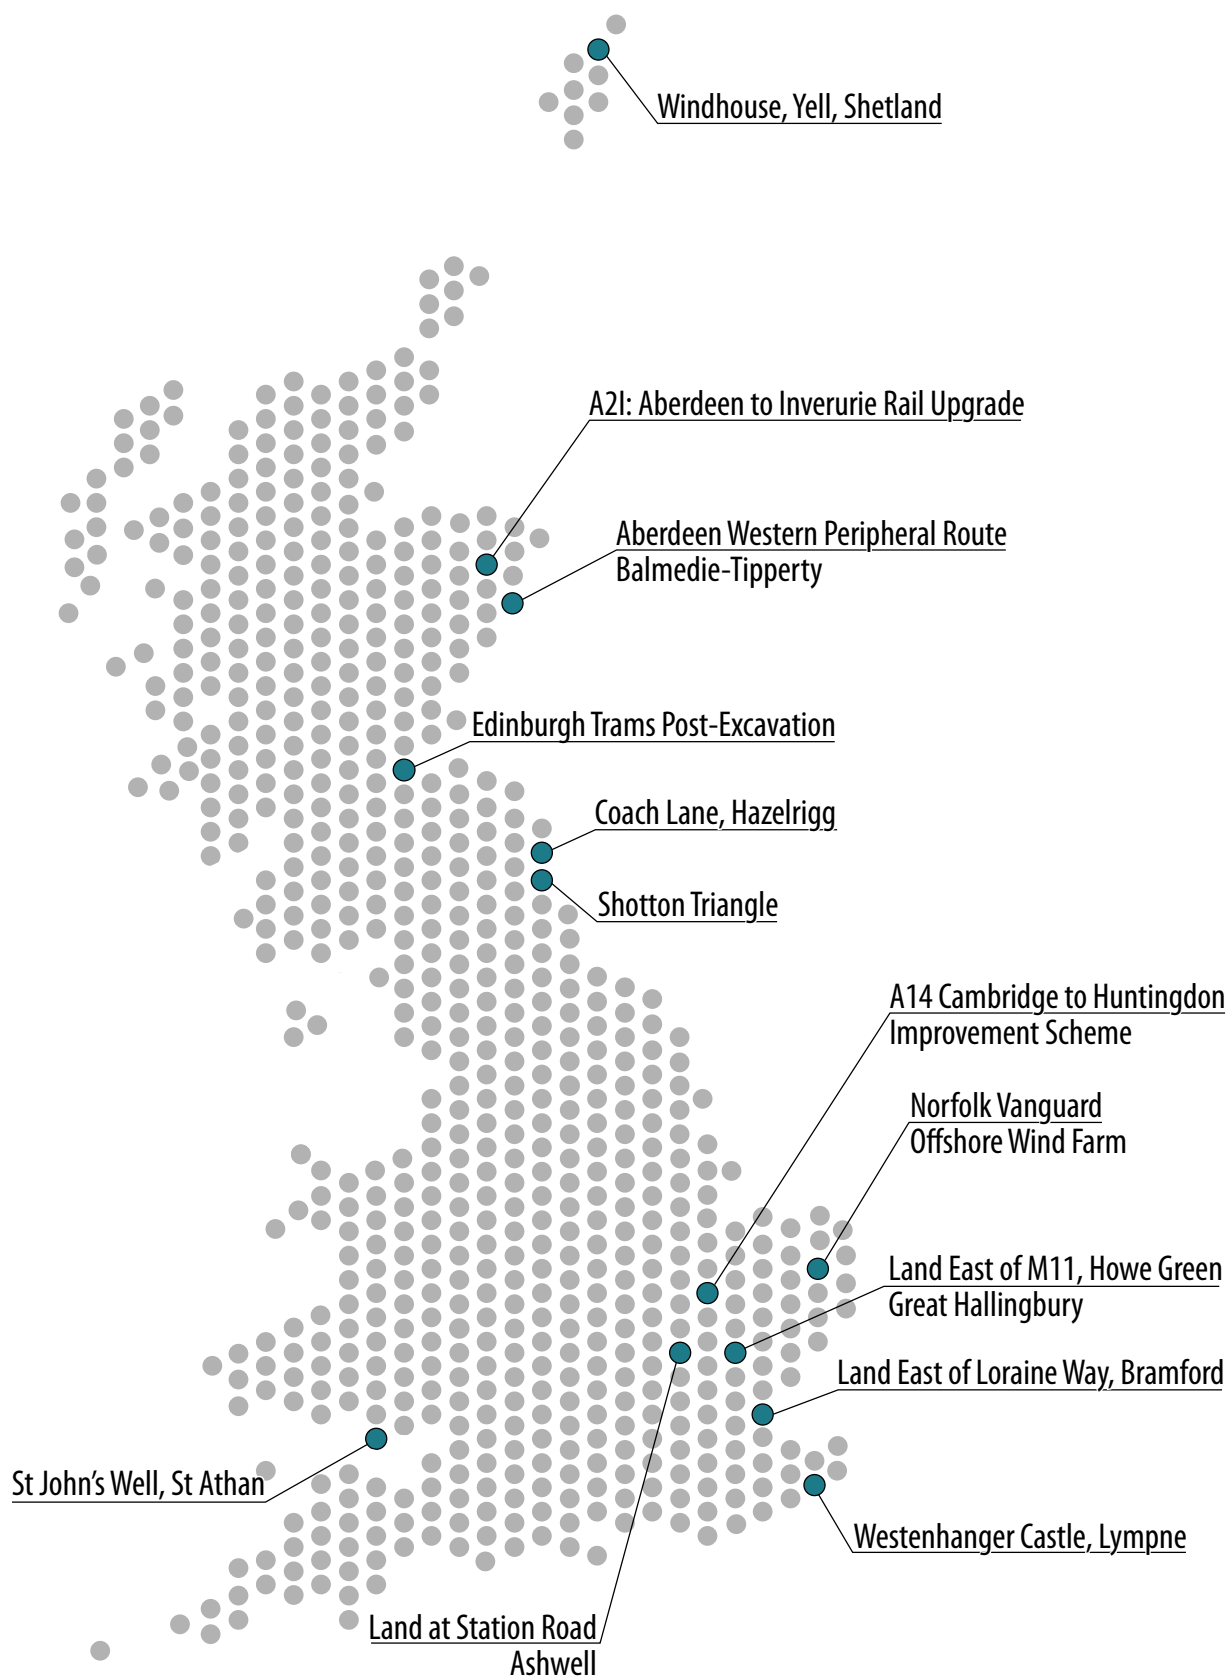 Windhouse, Yell, Shetland
A2I: Aberdeen to Inverurie Rail Upgrade
Aberdeen Western Peripheral Route
Balmedie-Tipperty
Edinburgh Trams Post-Excavation
Coach Lane, Hazelrigg
Shotton Triangle
A14 Cambridge to Huntingdon
Improvement Scheme
Norfolk Vanguard
Offshore Wind Farm
Land East of M11, Howe Green
Great Hallingbury
Land East of Loraine Way, Bramford
St John's Well, St Athan
Westenhanger Castle, Lympne
Land at Station Road
Ashwell